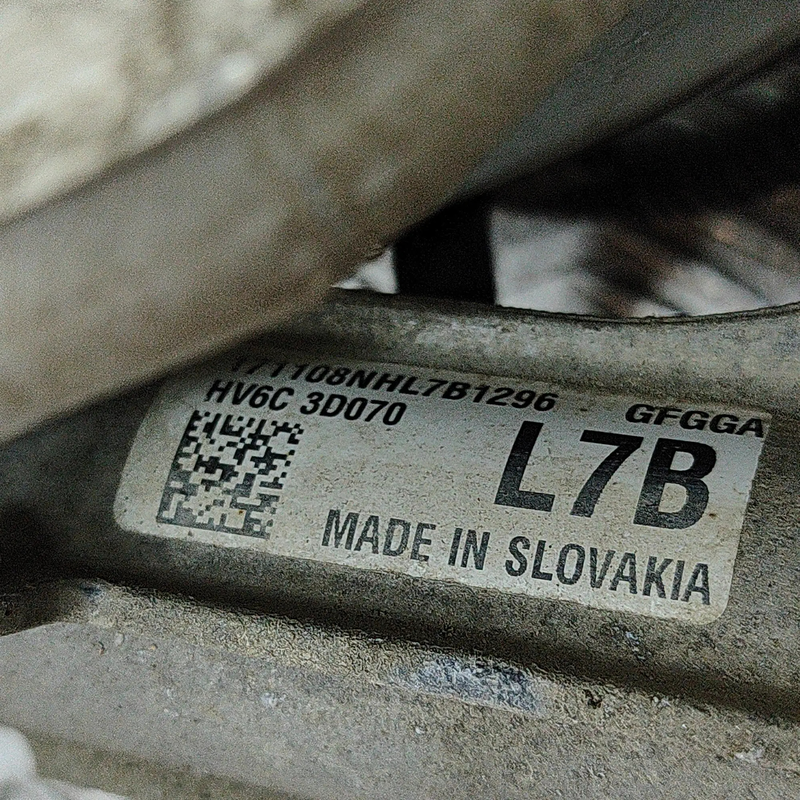 171108NHL7B1296 GFGGA
HV6C 3D070
L7B
MADE IN SLOVAKIA